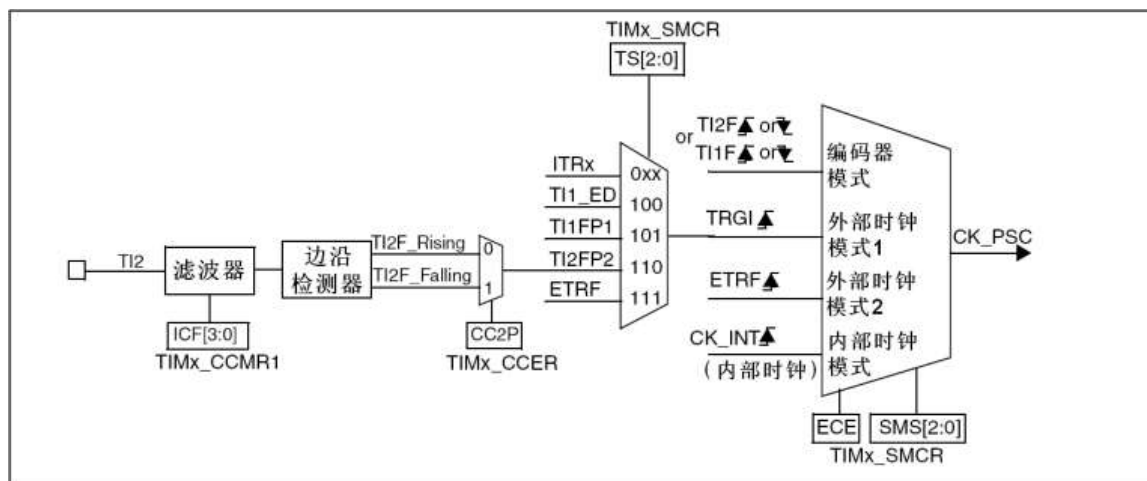 TIMx_SMCR
TS[2:0]
or TI2F or
TI1F or
编码器
模式
ITRx
0xx
TI1_ED
100
TI1FP1
101
TRGI
外部时钟
模式1
CK_PSC
TI2
滤波器
边沿
检测器
TI2F_Rising
0
TI2F_Falling
1
TI2FP2
110
ETRF
111
ETRF
外部时钟
模式2
ICF[3:0]
TIMx_CCMR1
CC2P
TIMx_CCER
CK_INT
(内部时钟)
内部时钟
模式
ECE
SMS[2:0]
TIMx_SMCR